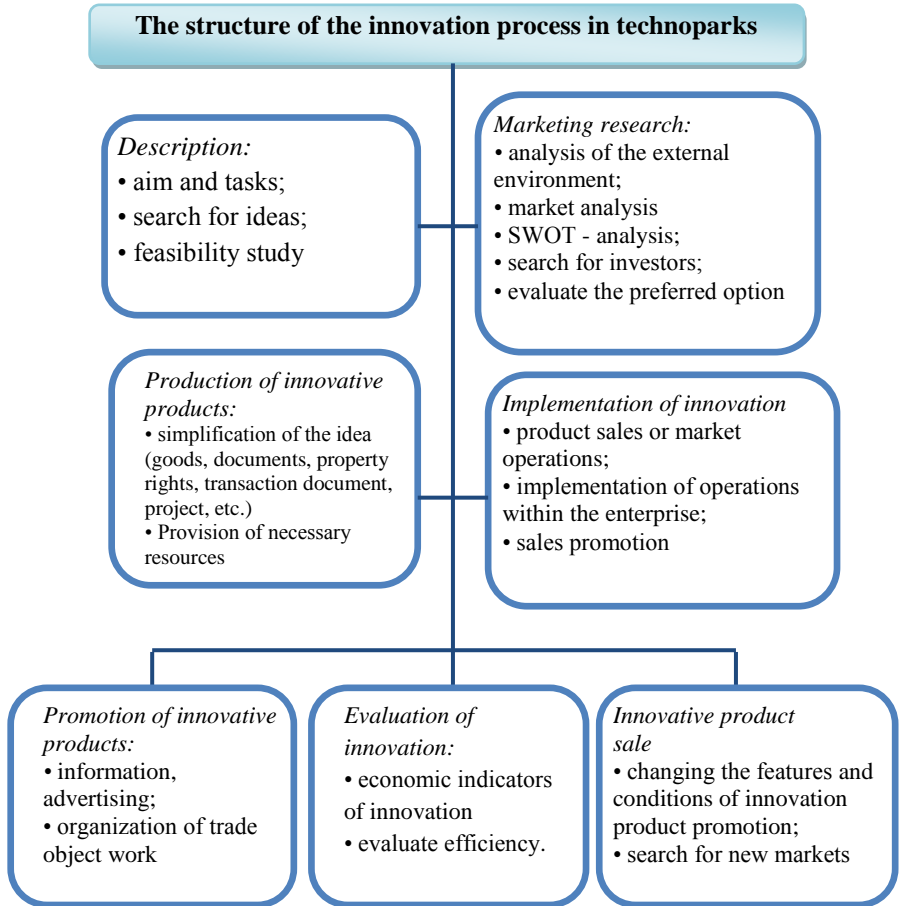 The structure of the innovation process in technoparks
Description:
• aim and tasks;
• search for ideas;
• feasibility study
Marketing research:
• analysis of the external
environment;
• market analysis
• SWOT - analysis;
• search for investors;
• evaluate the preferred option
Production of innovative
products:
• simplification of the idea
(goods, documents, property
rights, transaction document,
project, etc.)
• Provision of necessary
resources
Implementation of innovation
• product sales or market
operations;
• implementation of operations
within the enterprise;
• sales promotion
Promotion of innovative
products:
• information,
advertising;
• organization of trade
object work
Evaluation of
innovation:
• economic indicators
of innovation
• evaluate efficiency.
Innovative product
sale
• changing the features and
conditions of innovation
product promotion;
• search for new markets